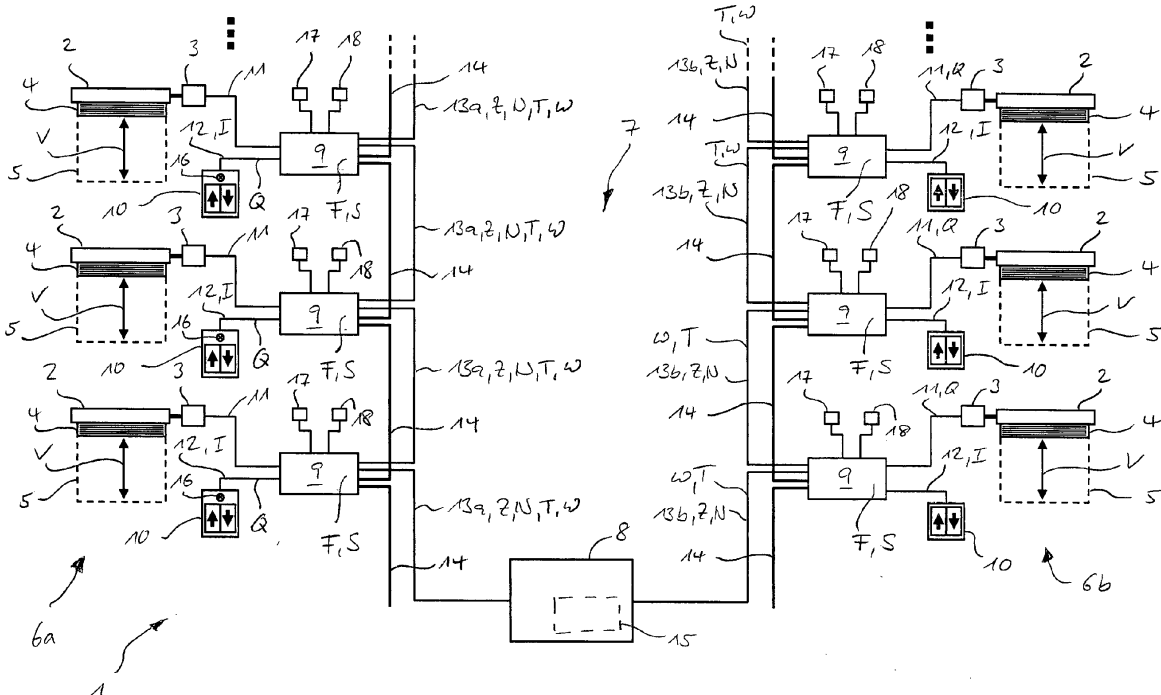 T, W
17
18
2
3
11
14
13a, Z, N, T, W
4
12, I
V
16
5
10
Q
9
F, S
7
13b, Z, N
17
18
11, Q
3
2
14
4
12, I
V
T, W
9
5
F, S
10
2
3
17
18
11
13a, Z, N, T, W
14
4
12, I
V
16
5
10
Q
9
F, S
13b, Z, N
17
18
11, Q
3
2
14
4
12, I
V
W, T
9
5
F, S
10
2
3
17
18
11
13a, Z, N, T, W
14
4
12, I
V
16
5
10
Q
9
F, S
13a, Z, N, T, W
14
13b, Z, N
17
18
11, Q
3
2
14
4
12, I
V
W, T
13b, Z, N
9
5
F, S
14
10
8
15
6a
6b
1